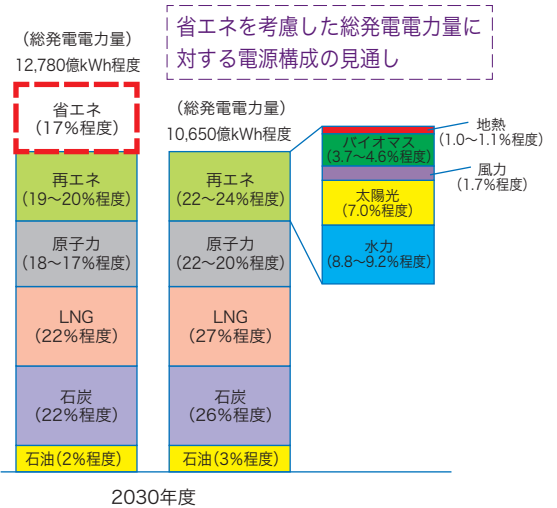 省エネを考慮した総発電電力量に
対する電源構成の見通し
（総発電電力量）
12,780億kWh程度
省エネ
（17%程度）
再エネ
（19～20%程度）
原子力
（18～17%程度）
LNG
（22%程度）
石炭
（22%程度）
石油（2%程度）
（総発電電力量）
10,650億kWh程度
再エネ
（22～24%程度）
原子力
（22～20%程度）
LNG
（27%程度）
石炭
（26%程度）
石油（3%程度）
地熱
（1.0～1.1%程度）
バイオマス
（3.7～4.6%程度）
風力
（1.7%程度）
太陽光
（7.0%程度）
水力
（8.8～9.2%程度）
2030年度